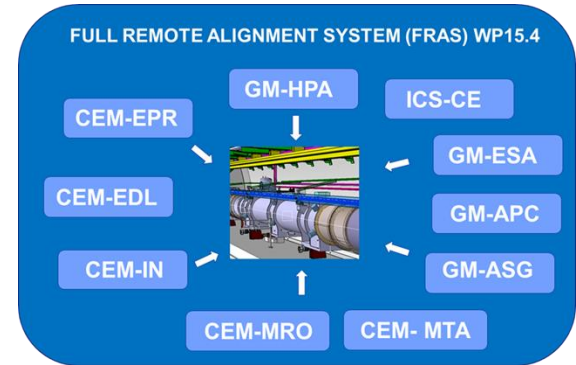 FULL REMOTE ALIGNMENT SYSTEM (FRAS) WP15.4
GM-HPA
ICS-CE
CEM-EPR
GM-ESA
CEM-EDL
GM-APC
CEM-IN
GM-ASG
CEM-MRO
CEM- MTA